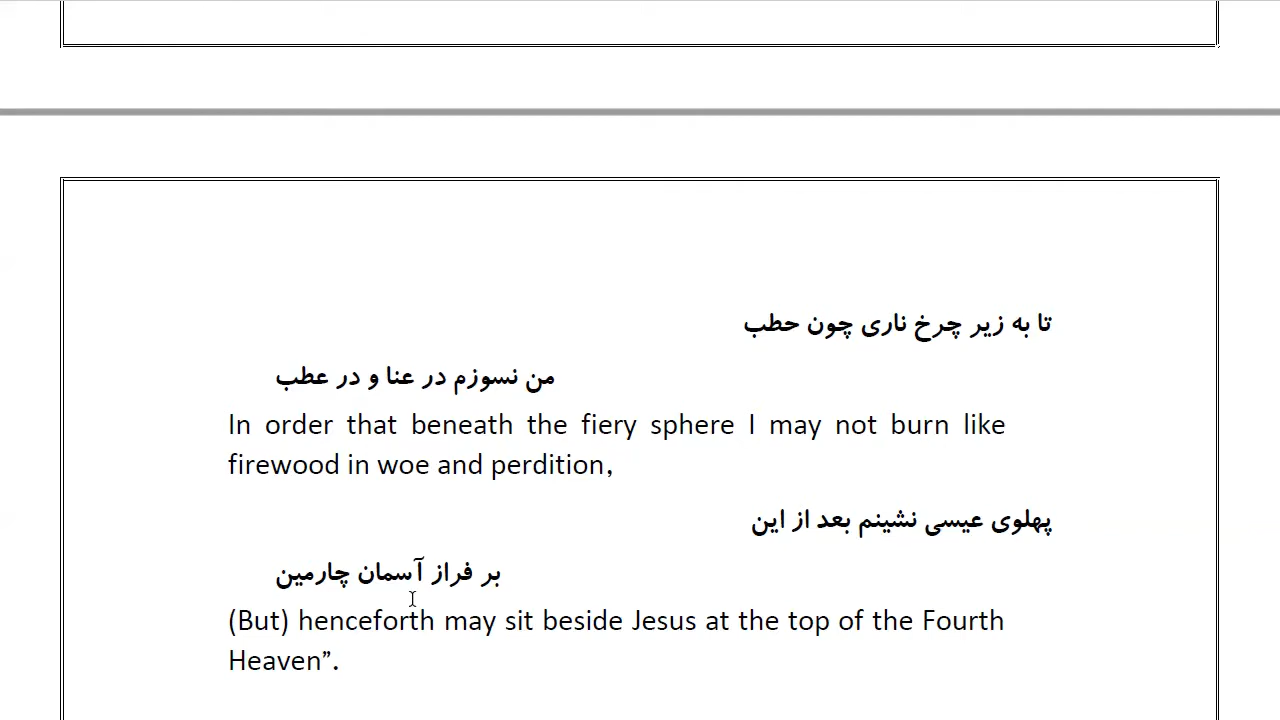 تا به زیر چرخ ناری چون حطب
من نسوزم در عنا و در عطب
In order that beneath the fiery sphere I may not burn like
firewood in woe and perdition,
پهلوی عیسی نشینم بعد از این
بر فراز آسمان چارمین
(But) henceforth may sit beside Jesus at the top of the Fourth
Heaven”.